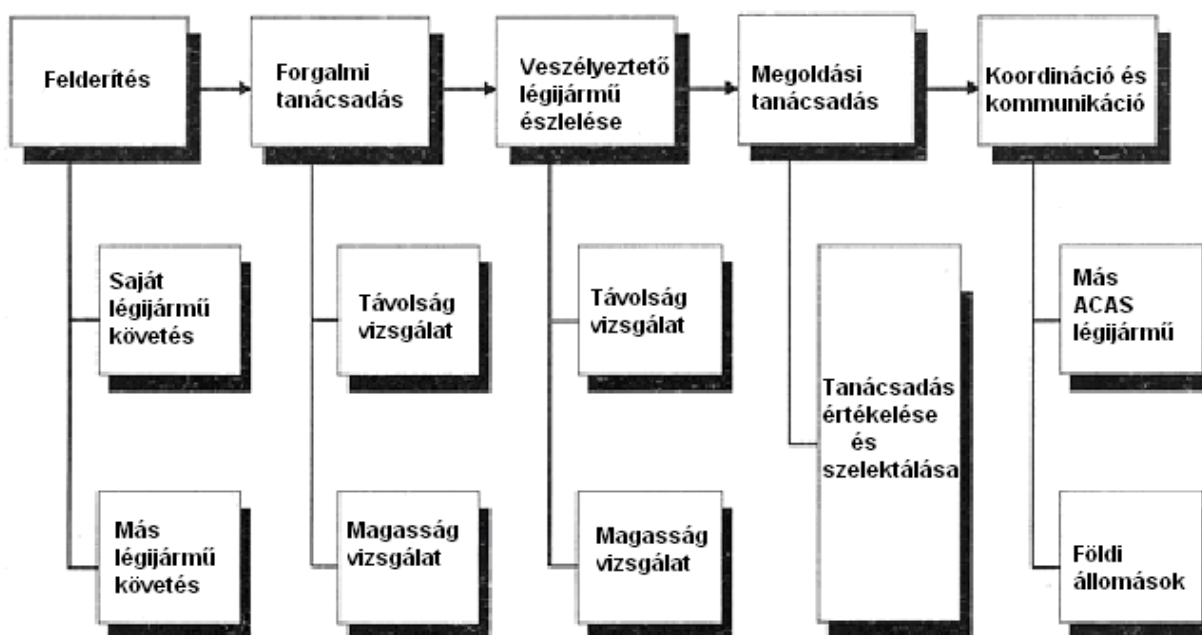 Felderítés
Forgalmi
tanácsadás
Veszélyeztető
légijármű
észlelése
Megoldási
tanácsadás
Koordináció és
kommunikáció
Saját
légijármű
követés
Távolság
vizsgálat
Távolság
vizsgálat
Tanácsadás
értékelése
és
szelektálása
Más
ACAS
légijármű
Más
légijármű
követés
Magasság
vizsgálat
Magasság
vizsgálat
Földi
állomások